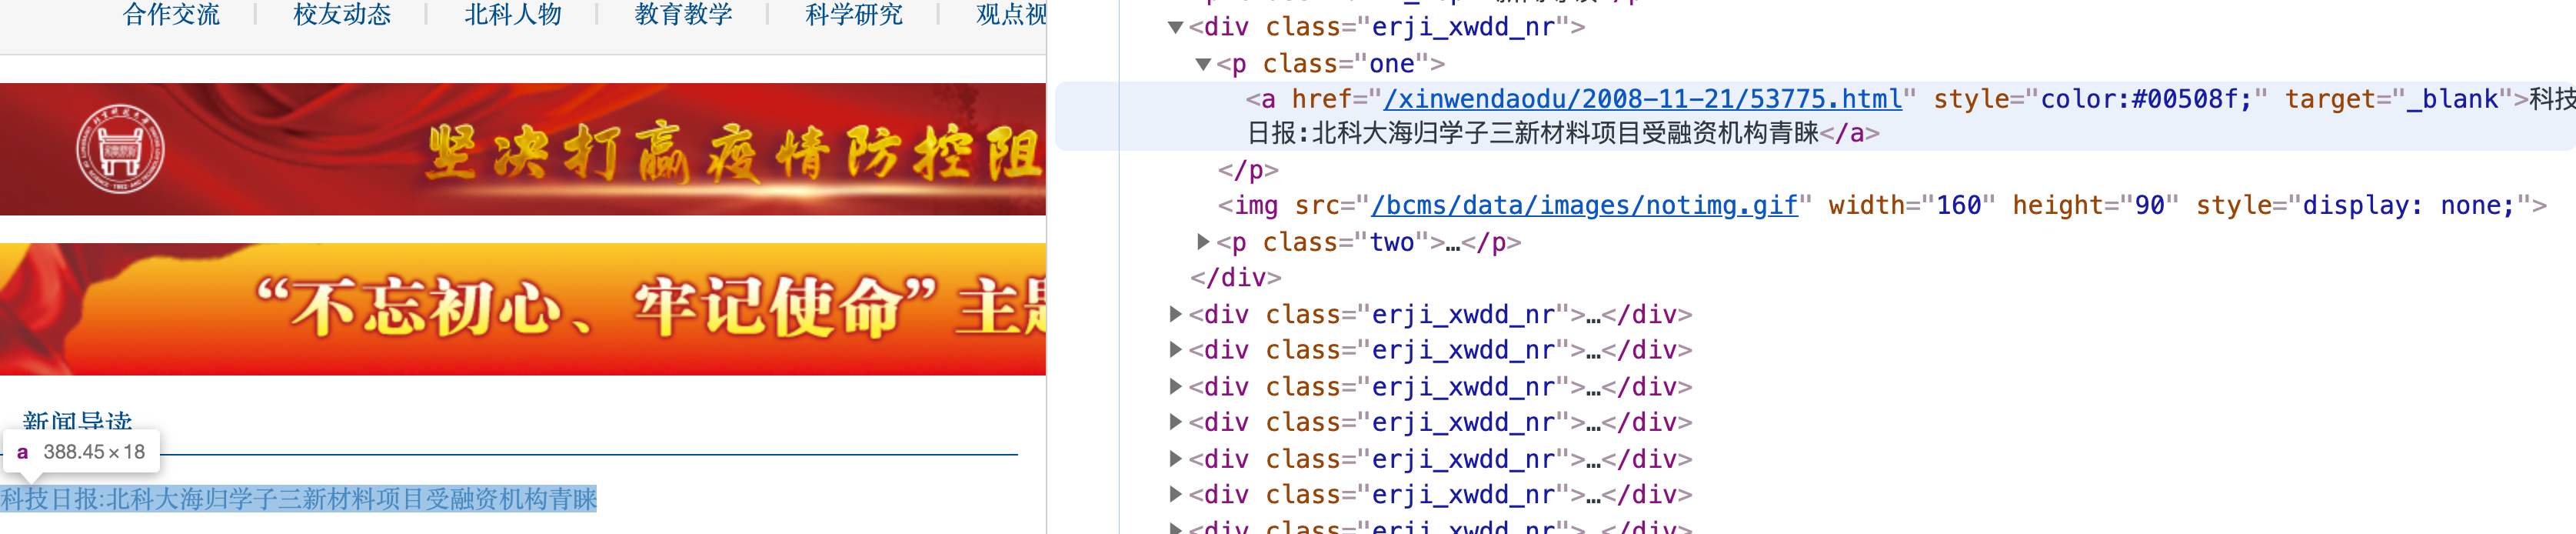 合作交流 校友动态 北科人物 教育教学 科学研究 观点视
坚决打赢疫情防控阻
“不忘初心、牢记使命”主题
新闻导读
a 388.45×18
科技日报:北科大海归学子三新材料项目受融资机构青睐
<div class="erji_xwdd_nr">
<p class="one">
<a href="/xinwendaodu/2008-11-21/53775.html" style="color:#00508f;" target="_blank">科技
日报:北科大海归学子三新材料项目受融资机构青睐</a>
</p>
<img src="/bcms/data/images/notimg.gif" width="160" height="90" style="display: none;">
<p class="two">…</p>
</div>
<div class="erji_xwdd_nr">…</div>
<div class="erji_xwdd_nr">…</div>
<div class="erji_xwdd_nr">…</div>
<div class="erji_xwdd_nr">…</div>
<div class="erji_xwdd_nr">…</div>
<div class="erji_xwdd_nr">…</div>
<div class="erji_xwdd_nr">…</div>